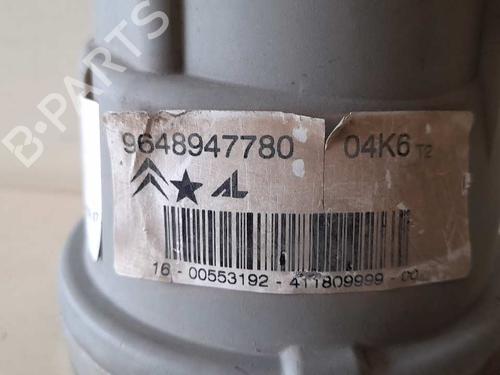 B-PARTS
9648947780 04K6 T2
AL
16 - 00553192 - 411809999 - 00